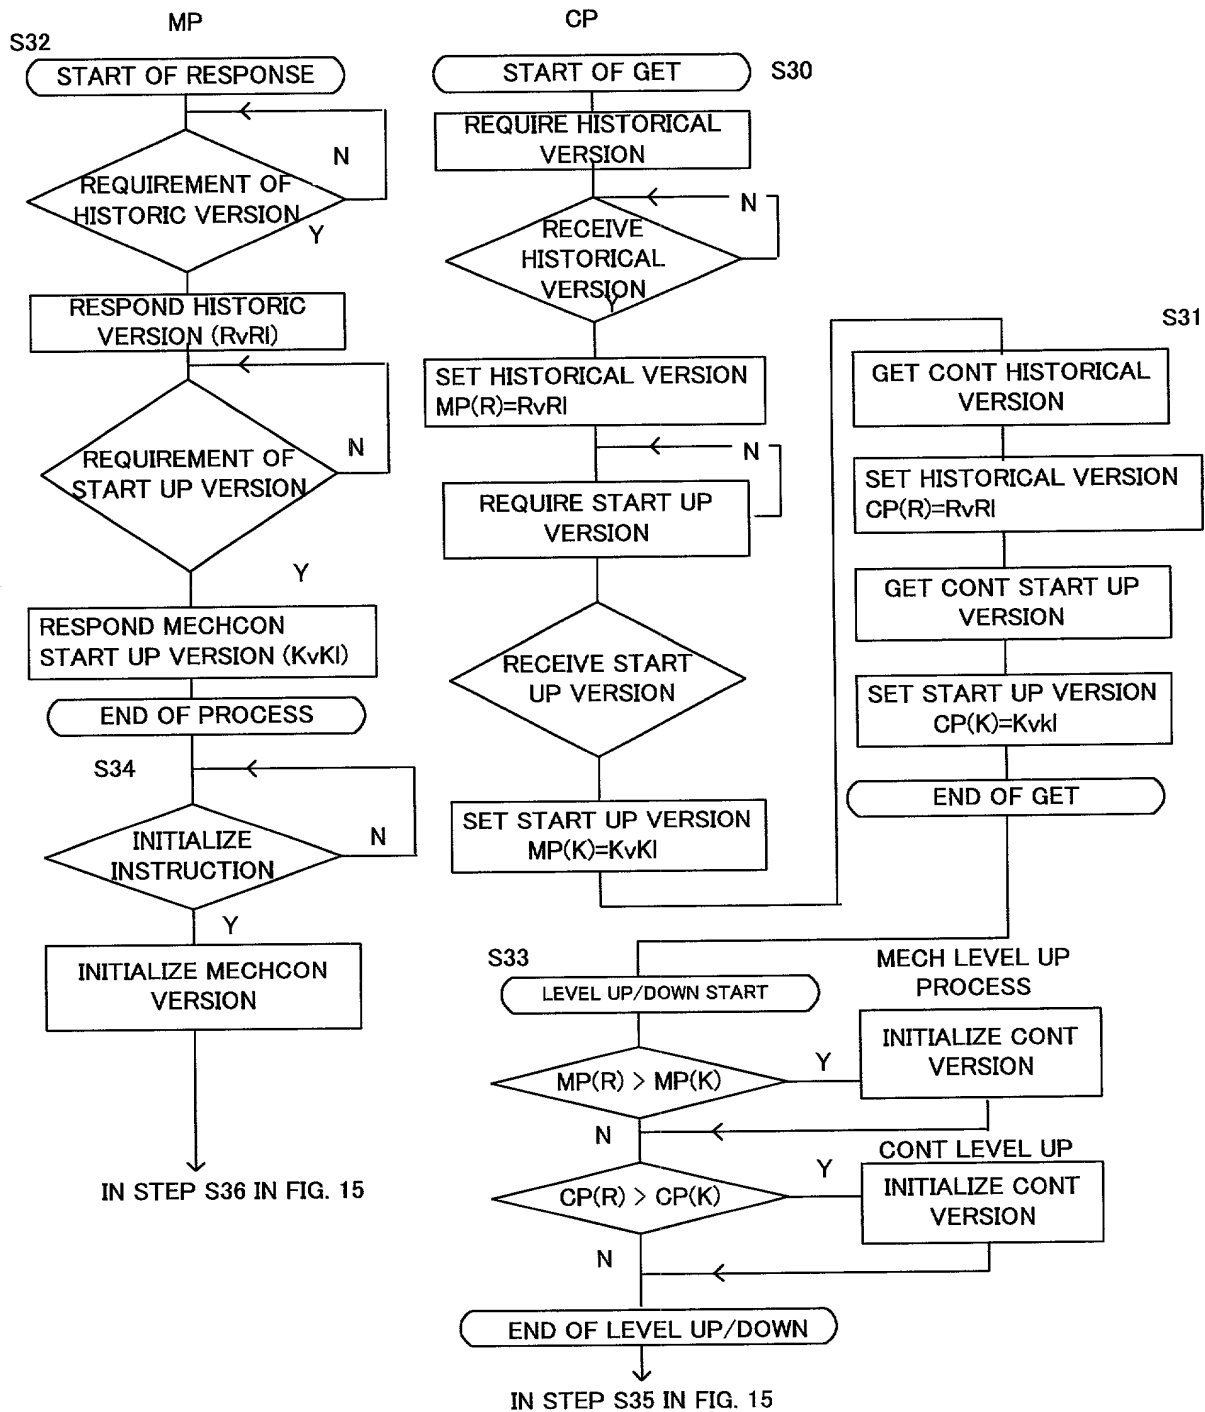 MP
S32
START OF RESPONSE
N
REQUIREMENT OF
HISTORIC VERSION
Y
RESPOND HISTORIC
VERSION (RvRl)
N
REQUIREMENT OF
START UP VERSION
Y
RESPOND MECHCON
START UP VERSION (KvKl)
END OF PROCESS
S34
INITIALIZE
INSTRUCTION
N
Y
INITIALIZE MECHCON
VERSION
IN STEP S36 IN FIG. 15
CP
START OF GET
S30
REQUIRE HISTORICAL
VERSION
N
RECEIVE
HISTORICAL
VERSION
Y
SET HISTORICAL VERSION
MP(R)=RvRl
N
REQUIRE START UP
VERSION
RECEIVE START
UP VERSION
SET START UP VERSION
MP(K)=KvKl
S31
GET CONT HISTORICAL
VERSION
SET HISTORICAL VERSION
CP(R)=RvRl
GET CONT START UP
VERSION
SET START UP VERSION
CP(K)=Kvkl
END OF GET
S33
LEVEL UP/DOWN START
MECH LEVEL UP
PROCESS
MP(R) > MP(K)
Y
INITIALIZE CONT
VERSION
N
CONT LEVEL UP
CP(R) > CP(K)
Y
INITIALIZE CONT
VERSION
N
END OF LEVEL UP/DOWN
IN STEP S35 IN FIG. 15